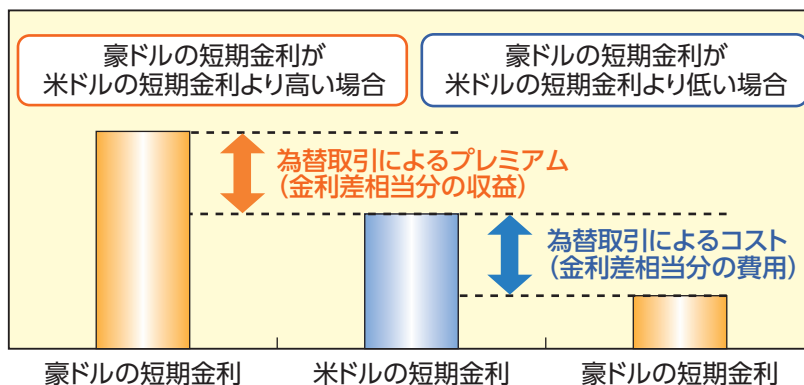 豪ドルの短期金利が
米ドルの短期金利より高い場合
豪ドルの短期金利が
米ドルの短期金利より低い場合
為替取引によるプレミアム
(金利差相当分の収益)
為替取引によるコスト
(金利差相当分の費用)
豪ドルの短期金利
米ドルの短期金利
豪ドルの短期金利